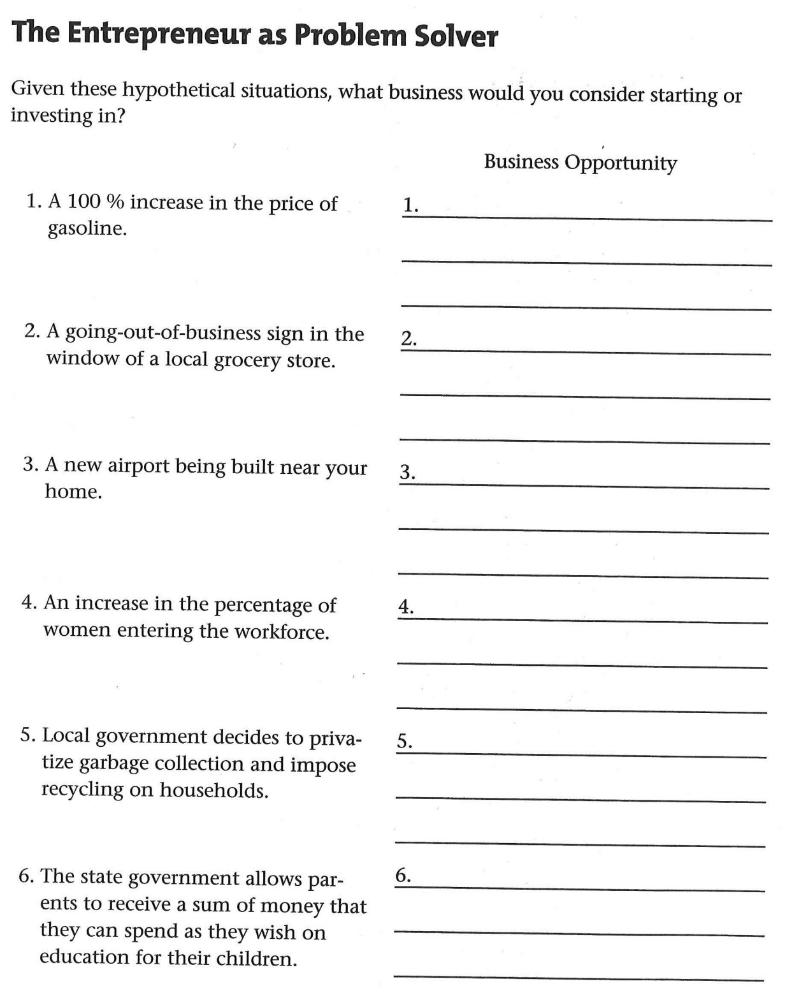 The Entrepreneur as Problem Solver
Given these hypothetical situations, what business would you consider starting or
investing in?
Business Opportunity
1. A 100 % increase in the price of
gasoline.
1.
2. A going-out-of-business sign in the
window of a local grocery store.
2.
3. A new airport being built near your
home.
3.
4. An increase in the percentage of
women entering the workforce.
4.
5. Local government decides to priva-
tize garbage collection and impose
recycling on households.
5.
6. The state government allows par-
ents to receive a sum of money that
they can spend as they wish on
education for their children.
6.